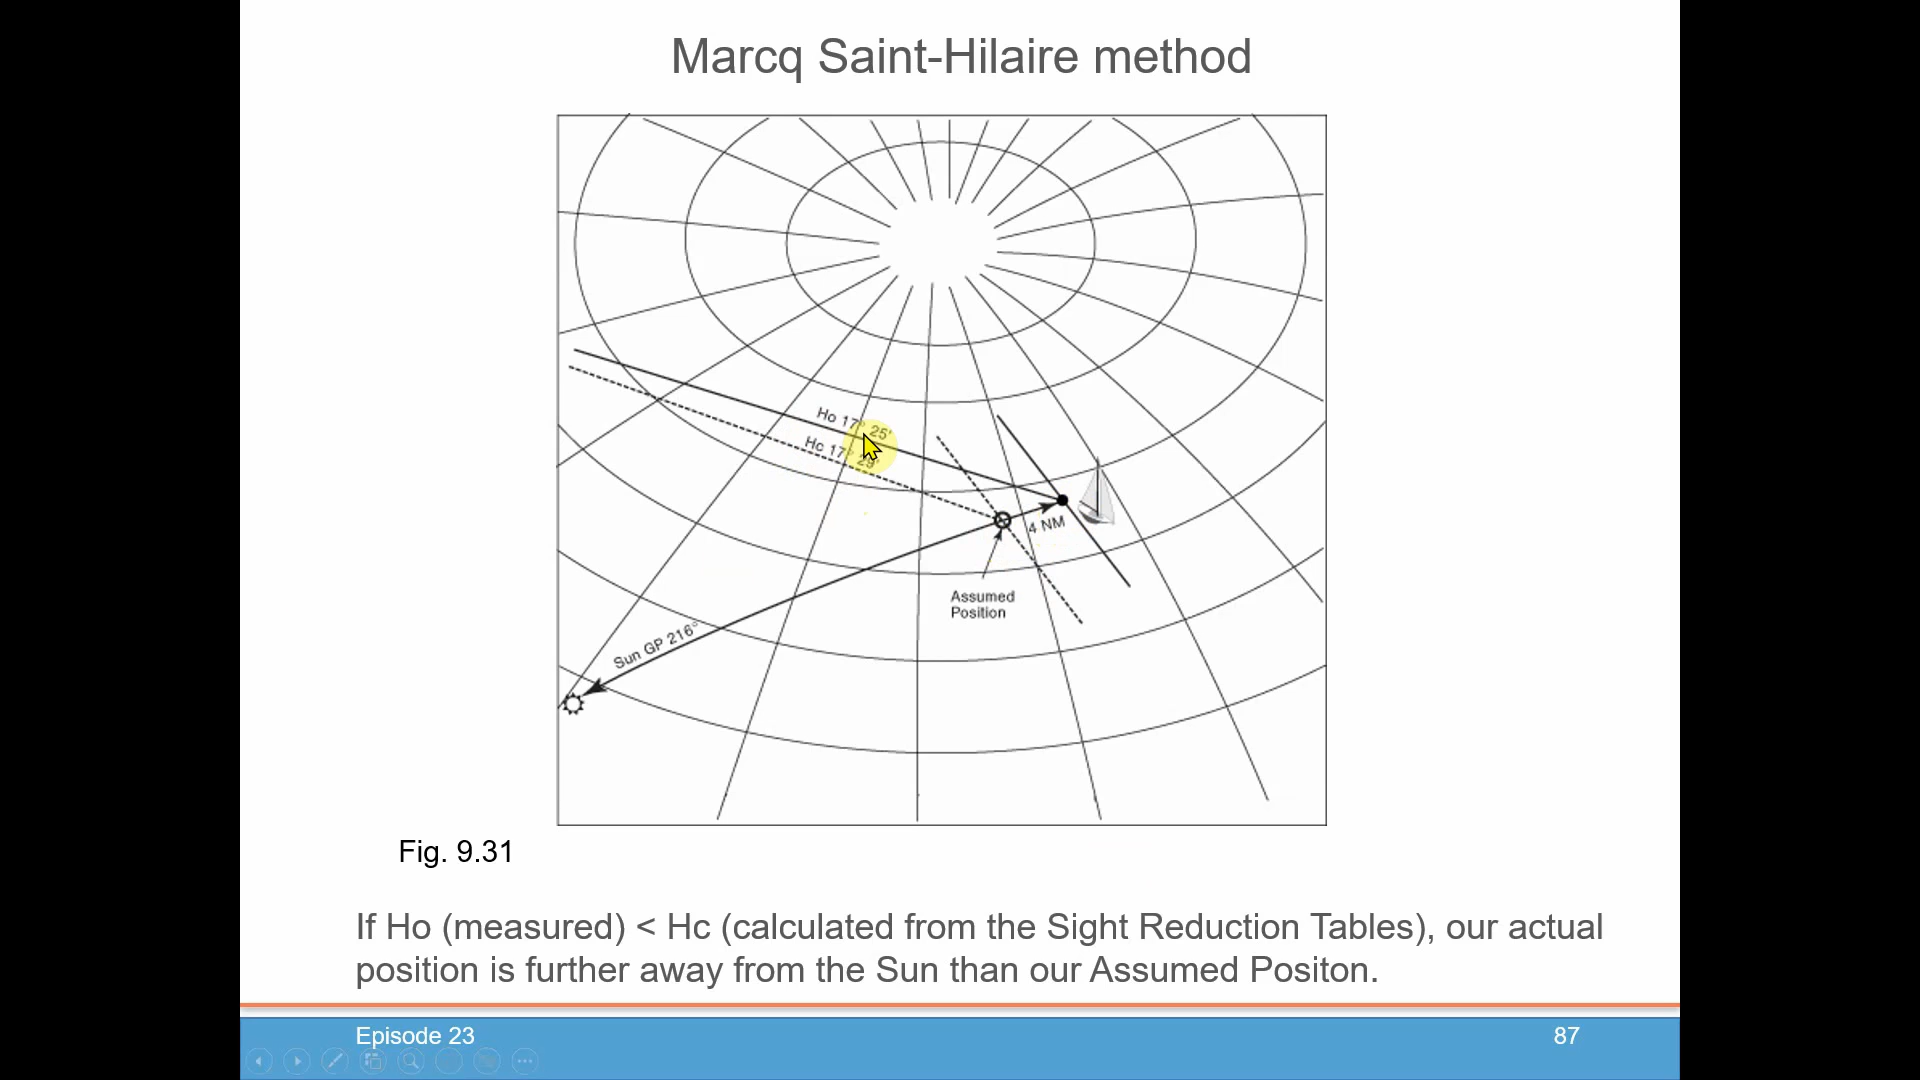 Marcq Saint-Hilaire method
Ho 17° 25'
Hc 17° 29'
4 NM
Assumed
Position
Sun GP 216°
Fig. 9.31
If Ho (measured) < Hc (calculated from the Sight Reduction Tables), our actual
position is further away from the Sun than our Assumed Positon.
Episode 23
87